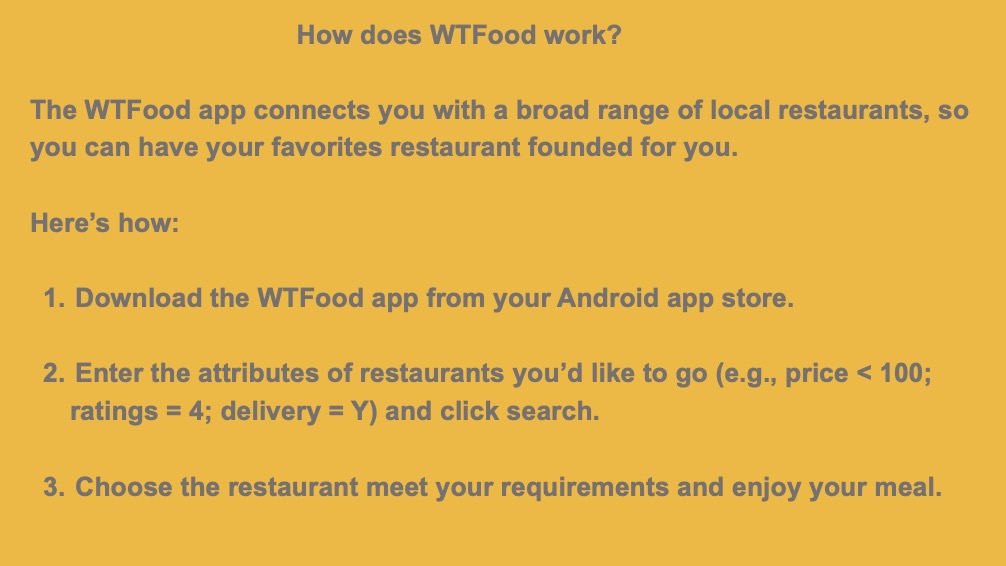 How does WTFood work?
The WTFood app connects you with a broad range of local restaurants, so
you can have your favorites restaurant founded for you.
Here’s how:
1. Download the WTFood app from your Android app store.
2. Enter the attributes of restaurants you’d like to go (e.g., price < 100;
ratings = 4; delivery = Y) and click search.
3. Choose the restaurant meet your requirements and enjoy your meal.